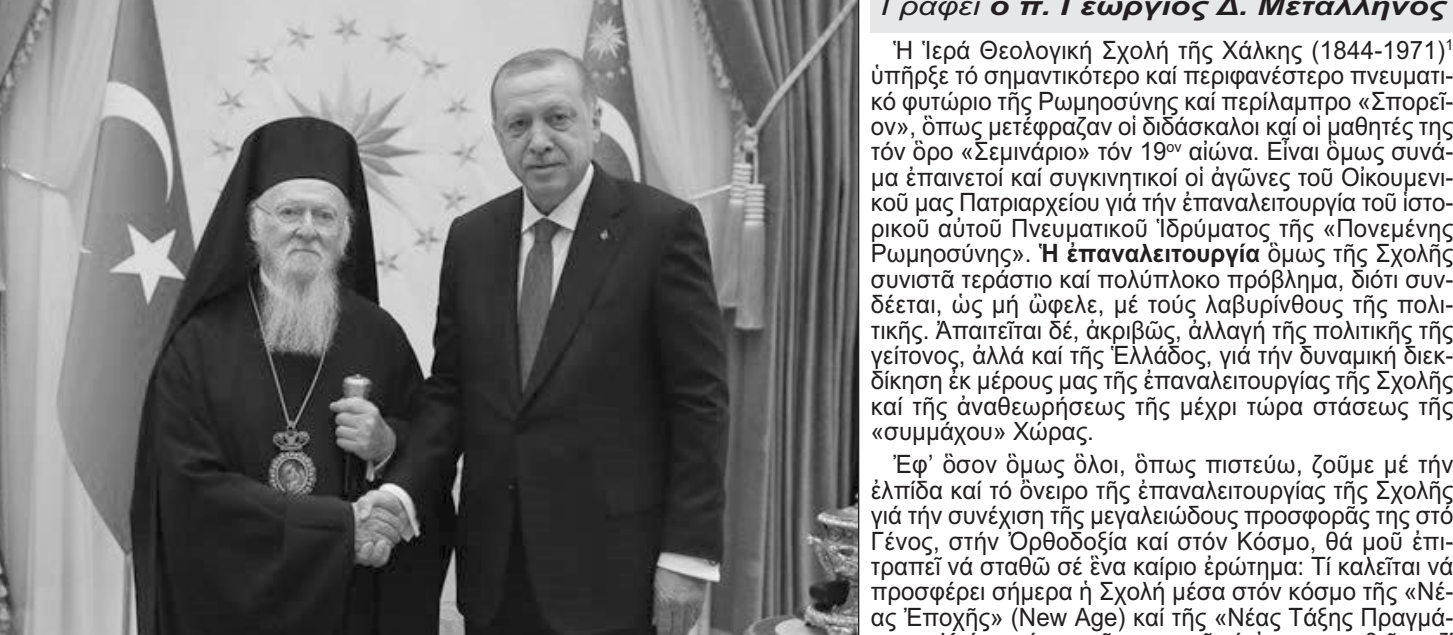 Γράφει ὁ π. Γεώργιος Δ. Μεταλληνός
Ἡ Ἱερά Θεολογική Σχολή τῆς Χάλκης (1844-1971)¹
ὑπῆρξε τό σημαντικότερο καί περιφανέστερο πνευματι-
κό φυτώριο τῆς Ρωμηοσύνης καί περίλαμπρο «Σπορεῖ-
ον», ὅπως μετέφραζαν οἱ διδάσκαλοι καί οἱ μαθητές της
τόν ὅρο «Σεμινάριο» τόν 19ᵒᵛ αἰώνα. Εἶναι ὅμως συνά-
μα ἐπαινετοί καί συγκινητικοί οἱ ἀγῶνες τοῦ Οἰκουμενι-
κοῦ μας Πατριαρχείου γιά τήν ἐπαναλειτουργία τοῦ ἱστο-
ρικοῦ αὐτοῦ Πνευματικοῦ Ἱδρύματος τῆς «Πονεμένης
Ρωμηοσύνης». Ἡ ἐπαναλειτουργία ὅμως τῆς Σχολῆς
συνιστᾶ τεράστιο καί πολύπλοκο πρόβλημα, διότι συν-
δέεται, ὡς μή ὤφελε, μέ τούς λαβυρίνθους τῆς πολι-
τικῆς. Ἀπαιτεῖται δέ, ἀκριβῶς, ἀλλαγή τῆς πολιτικῆς τῆς
γείτονος, ἀλλά καί τῆς Ἑλλάδος, γιά τήν δυναμική διεκ-
δίκηση ἐκ μέρους μας τῆς ἐπαναλειτουργίας τῆς Σχολῆς
καί τῆς ἀναθεωρήσεως τῆς μέχρι τώρα στάσεως τῆς
«συμμάχου» Χώρας.
Ἐφ’ ὅσον ὅμως ὅλοι, ὅπως πιστεύω, ζοῦμε μέ τήν
ἐλπίδα καί τό ὄνειρο τῆς ἐπαναλειτουργίας τῆς Σχολῆς
γιά τήν συνέχιση τῆς μεγαλειώδους προσφορᾶς της στό
Γένος, στήν Ὀρθοδοξία καί στόν Κόσμο, θά μοῦ ἐπι-
τραπεῖ νά σταθῶ σέ ἕνα καίριο ἐρώτημα: Τί καλεῖται νά
προσφέρει σήμερα ἡ Σχολή μέσα στόν κόσμο τῆς «Νέ-
ας Ἐποχῆς» (New Age) καί τῆς «Νέας Τάξης Πραγμά-